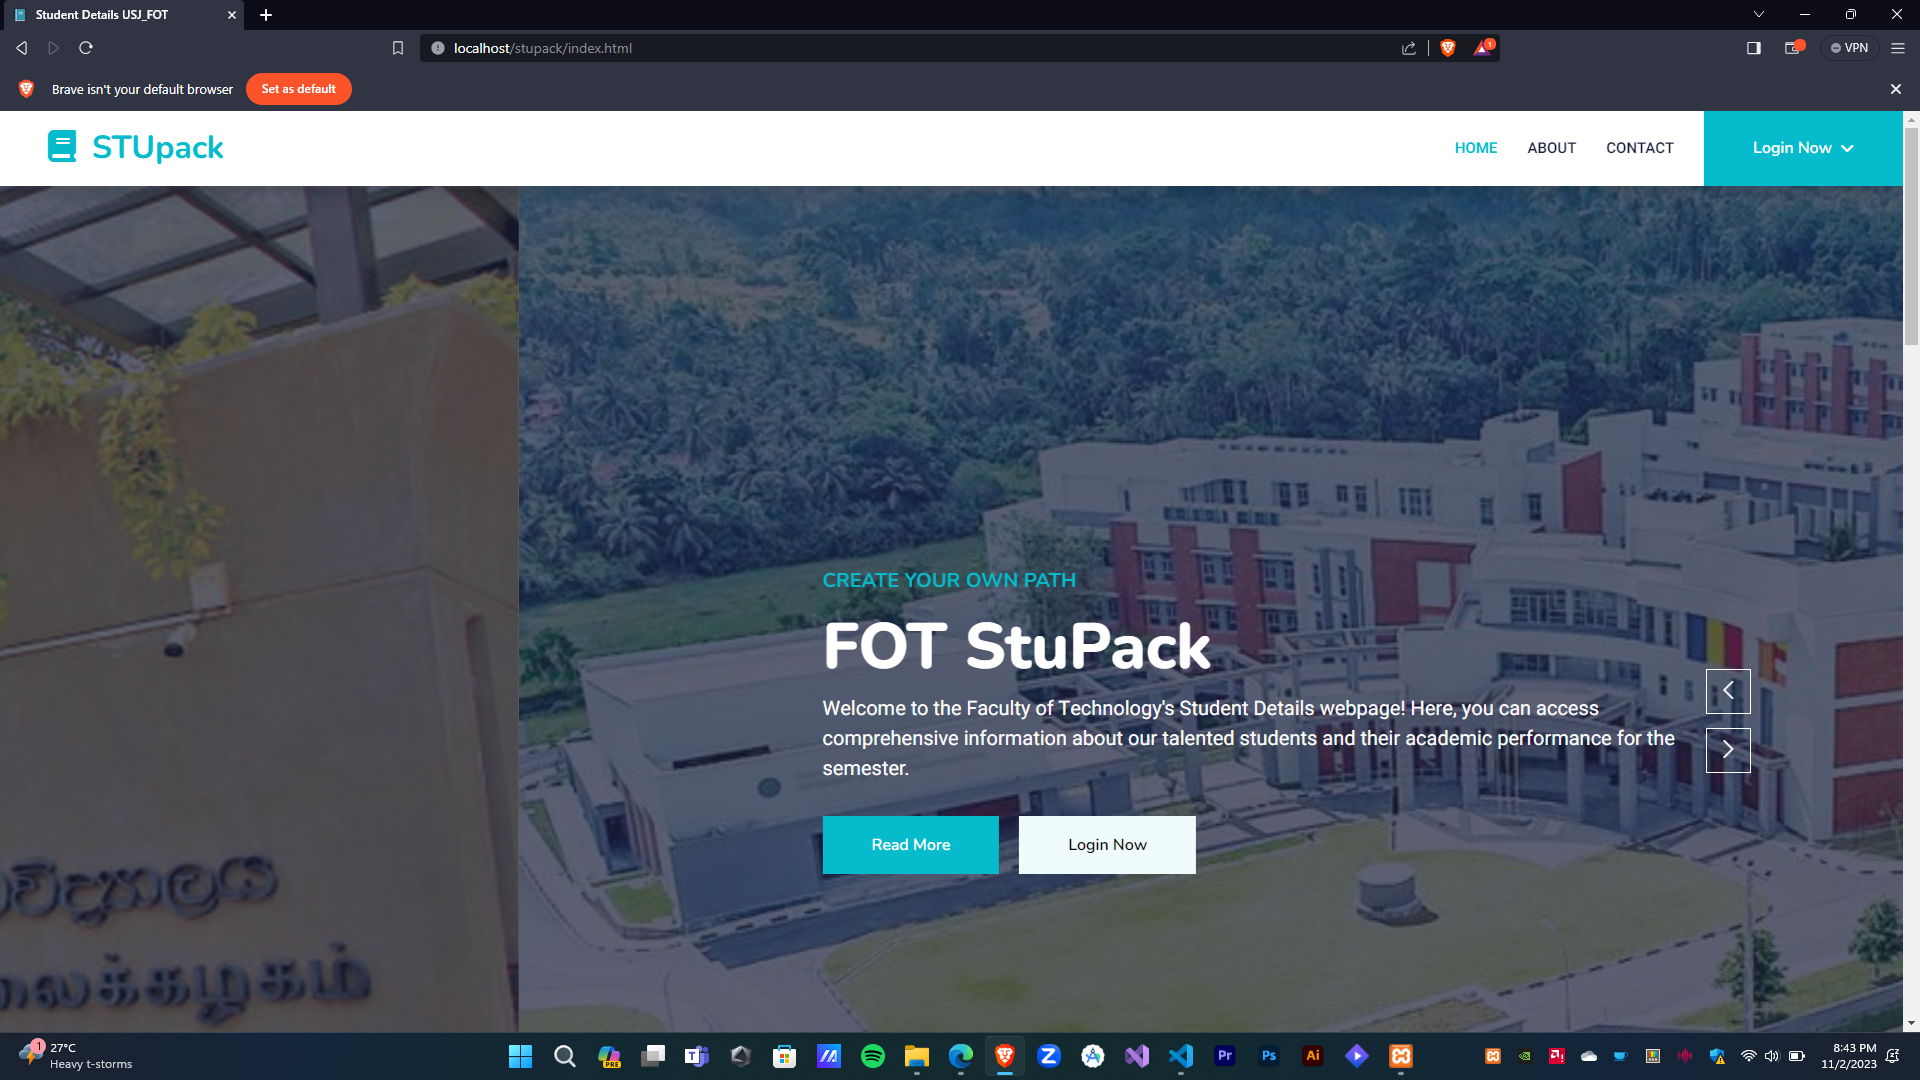 Student Details USJ_FOT
localhost/stupack/index.html
1
VPN
Brave isn't your default browser
Set as default
STUpack
HOME
ABOUT
CONTACT
Login Now
CREATE YOUR OWN PATH
FOT StuPack
Welcome to the Faculty of Technology's Student Details webpage! Here, you can access
comprehensive information about our talented students and their academic performance for the
semester.
Read More
Login Now
1
27°C
Heavy t-storms
PRE
Pr
Ps
Ai
8:43 PM
11/2/2023